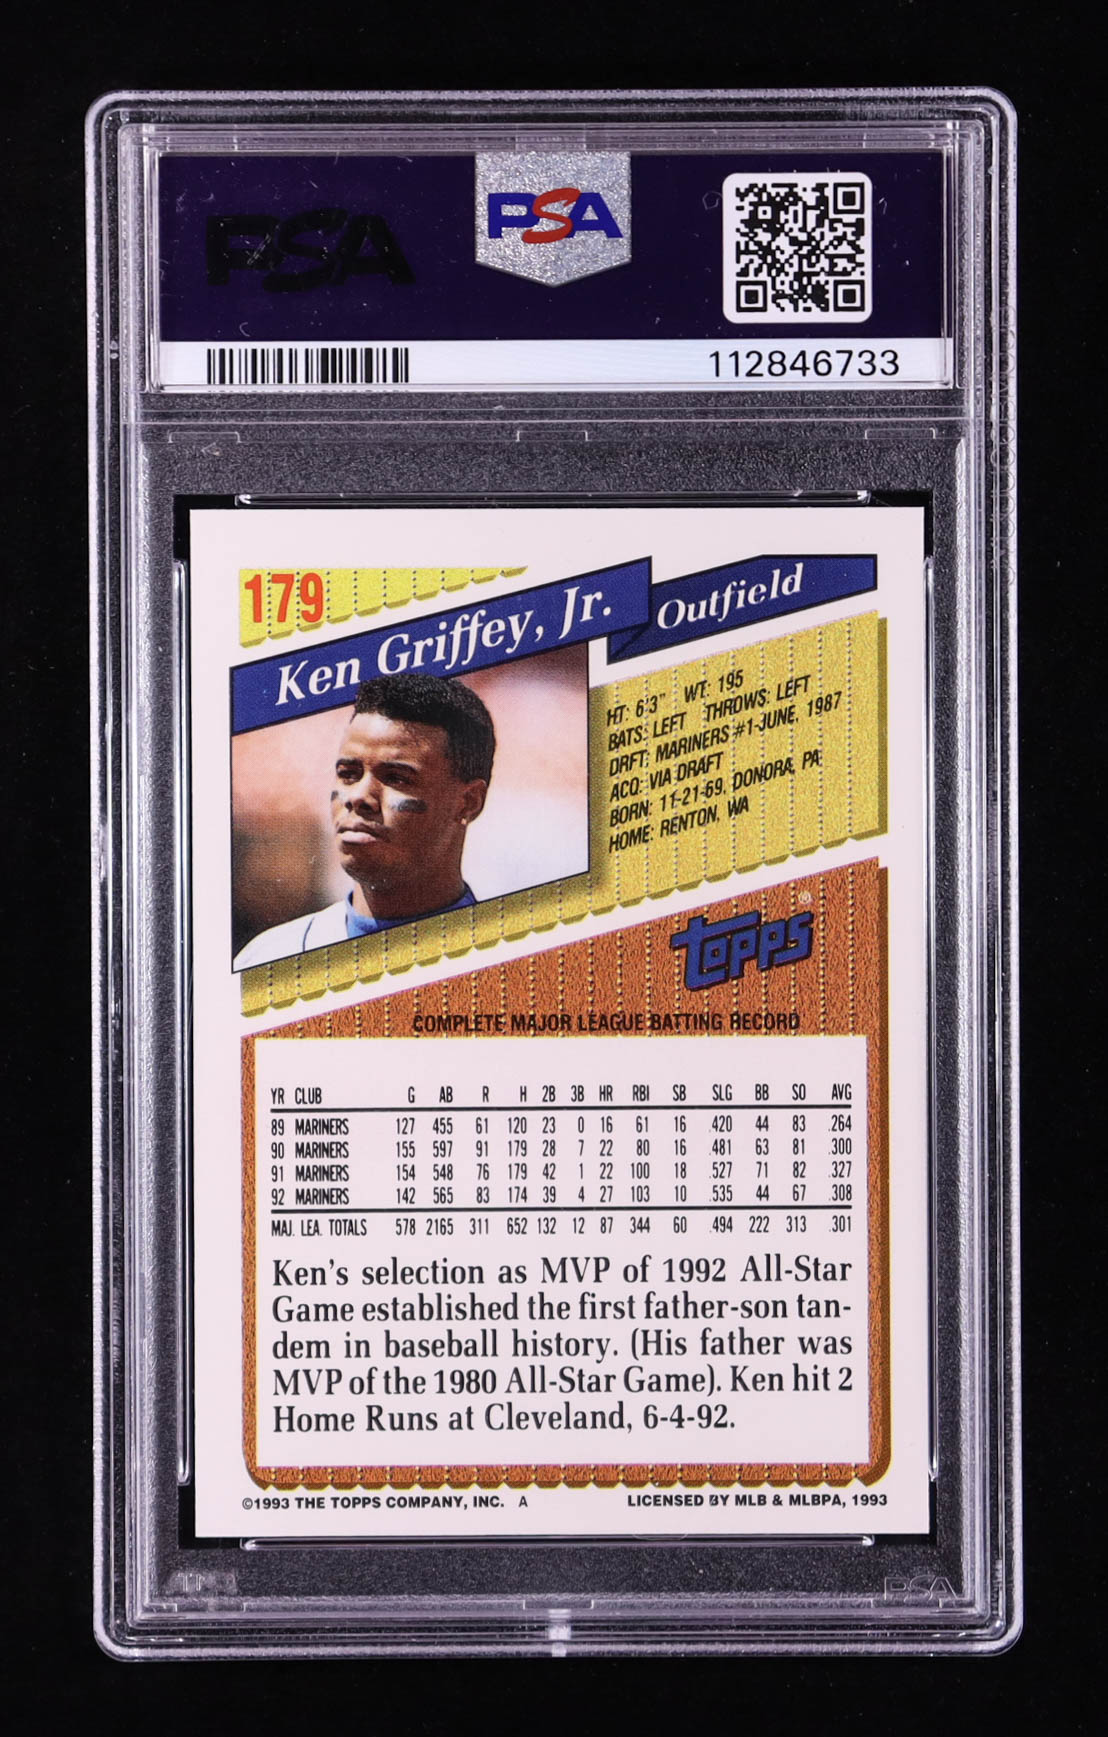 PSA
PSA
112846733
179
Ken Griffey, Jr.
Outfield
HT: 6'3" WT: 195
BATS: LEFT THROWS: LEFT
DRFT: MARINERS #1-JUNE, 1987
ACQ: VIA DRAFT
BORN: 11-21-69, DONORA, PA
HOME: RENTON, WA
topps®
COMPLETE MAJOR LEAGUE BATTING RECORD
YR CLUB G AB R H 2B 3B HR RBI SB SLG BB SO AVG
89 MARINERS 127 455 61 120 23 0 16 61 16 .420 44 83 .264
90 MARINERS 155 597 91 179 28 7 22 80 16 .481 63 81 .300
91 MARINERS 154 548 76 179 42 1 22 100 18 .527 71 82 .327
92 MARINERS 142 565 83 174 39 4 27 103 10 .535 44 67 .308
MAJ. LEA. TOTALS 578 2165 311 652 132 12 87 344 60 .494 222 313 .301
Ken's selection as MVP of 1992 All-Star
Game established the first father-son tan-
dem in baseball history. (His father was
MVP of the 1980 All-Star Game). Ken hit 2
Home Runs at Cleveland, 6-4-92.
©1993 THE TOPPS COMPANY, INC. A
LICENSED BY MLB & MLBPA, 1993
PSA